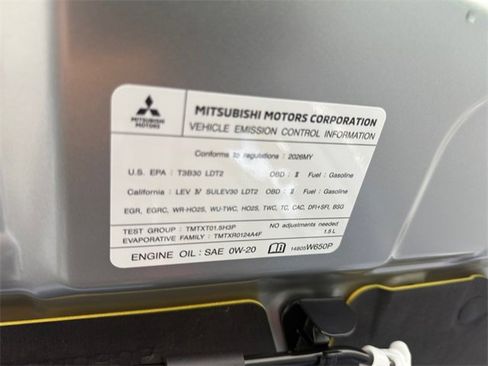 MITSUBISHI MOTORS CORPORATION
VEHICLE EMISSION CONTROL INFORMATION
MITSUBISHI
MOTORS
Conforms to regulations : 2026MY
U.S. EPA : T3B30 LDT2 OBD : II Fuel : Gasoline
California : LEV IV SULEV30 LDT2 OBD : II Fuel : Gasoline
EGR, EGRC, WR-HO2S, WU-TWC, HO2S, TWC, TC, CAC, DFI+SFI, BSG
TEST GROUP : TMTXT01.5H3P No adjustments needed
EVAPORATIVE FAMILY : TMTXR0124A4F 1.5 L
ENGINE OIL : SAE 0W-20 14805W650P